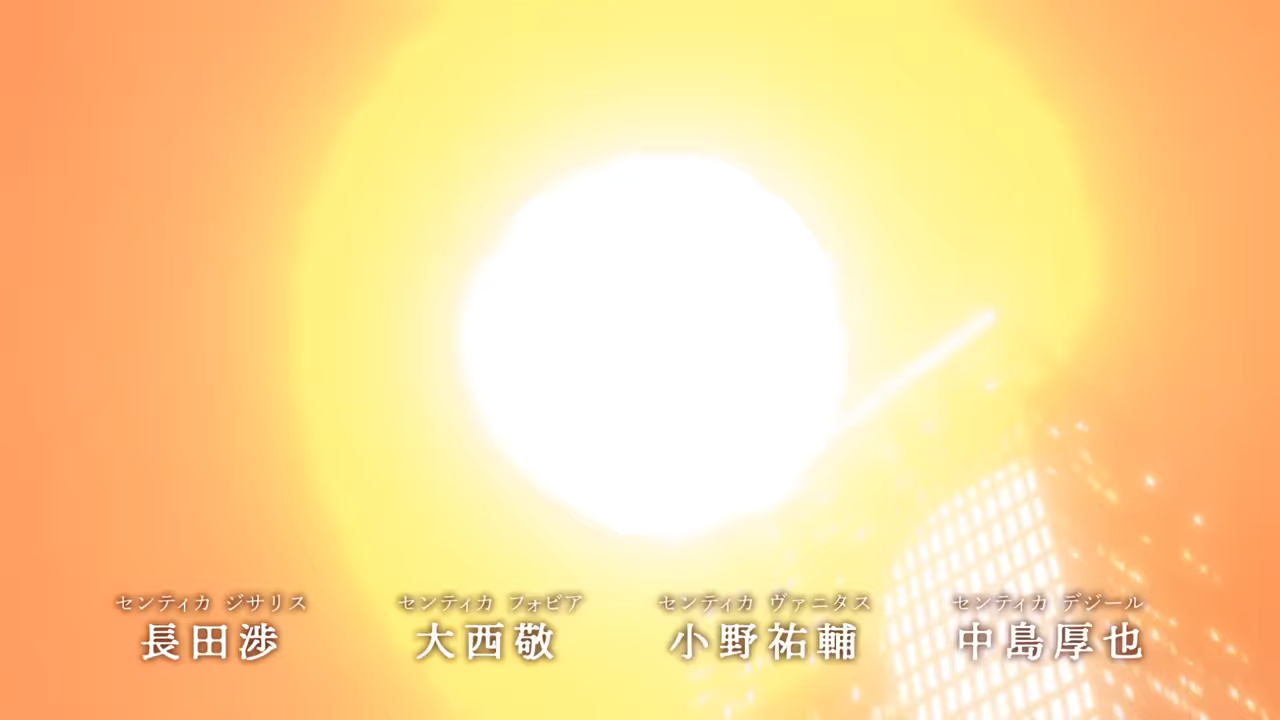 センティカ ジサリス センティカ フォビア センティカ ヴァニタス センティカ デジール
長田渉 大西敬 小野祐輔 中島厚也